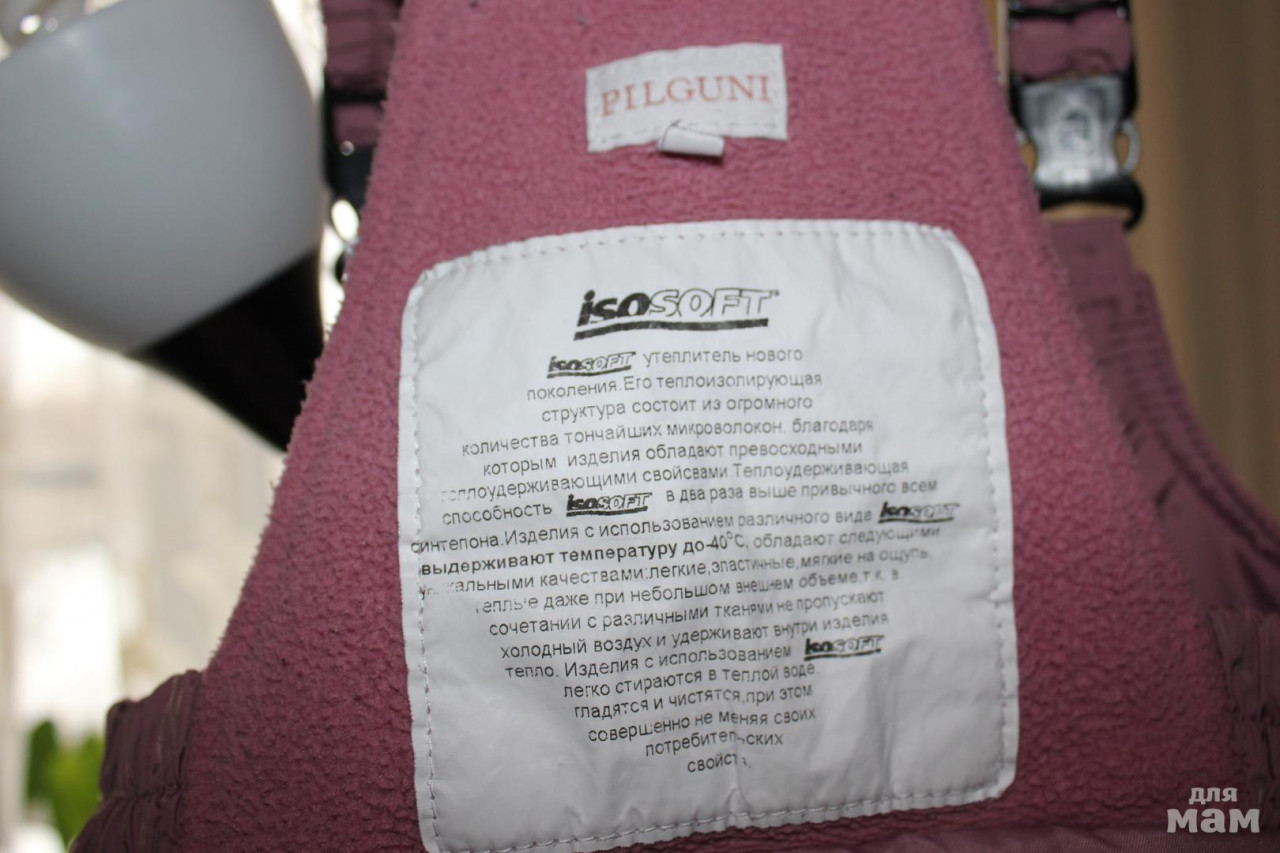 PILGUNI
isoSOFT
isoSOFT утеплитель нового
поколения.Его теплоизолирующая
структура состоит из огромного
количества тончайших микроволокон, благодаря
которым изделия обладают превосходными
теплоудерживающими свойсвами.Теплоудерживающая
способность isoSOFT в два раза выше привычного всем
синтепона.Изделия с использованием различного вида isoSOFT
выдерживают температуру до-40°С, обладают следующими
уникальными качествами:легкие,эластичные,мягкие на ощупь,
теплые даже при небольшом внешнем объеме,т.к. в
сочетании с различными тканями не пропускают
холодный воздух и удерживают внутри изделия
тепло. Изделия с использованием isoSOFT
легко стираются в теплой воде,
гладятся и чистятся,при этом
совершенно не меняя своих
потребительских
свойств.
для
мам